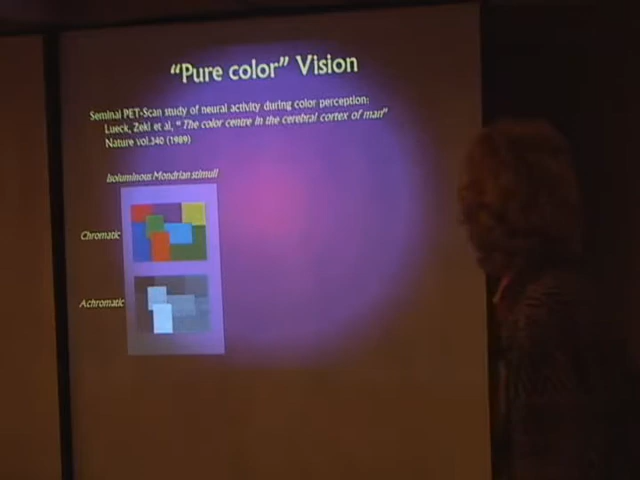 "Pure color" Vision
Seminal PET-Scan study of neural activity during color perception:
Lueck, Zeki et al, "The color centre in the cerebral cortex of man"
Nature vol.340 (1989)
Isoluminous Mondrian stimuli
Chromatic
Achromatic